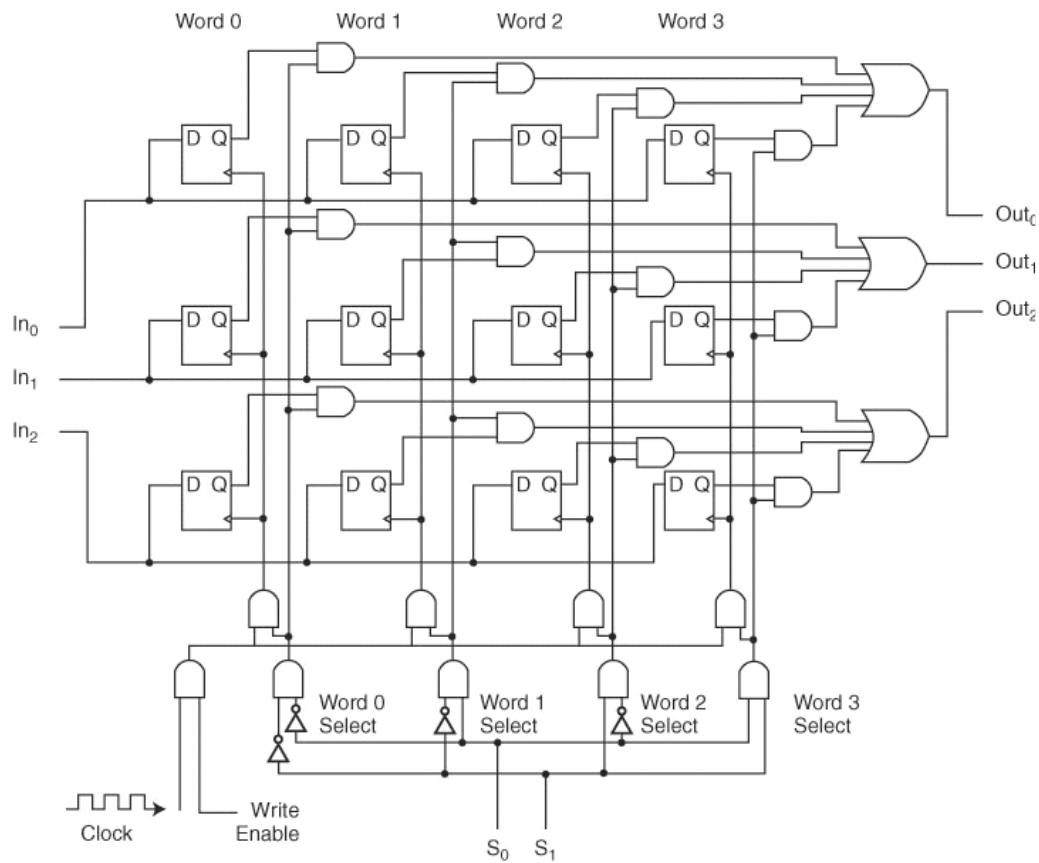 Word 0 Word 1 Word 2 Word 3
D Q D Q D Q D Q
Out₀
Out₁
In₀ D Q D Q D Q D Q Out₂
In₁
In₂
D Q D Q D Q D Q
Word 0 Word 1 Word 2 Word 3
Select Select Select Select
Write
Clock Enable
S₀ S₁